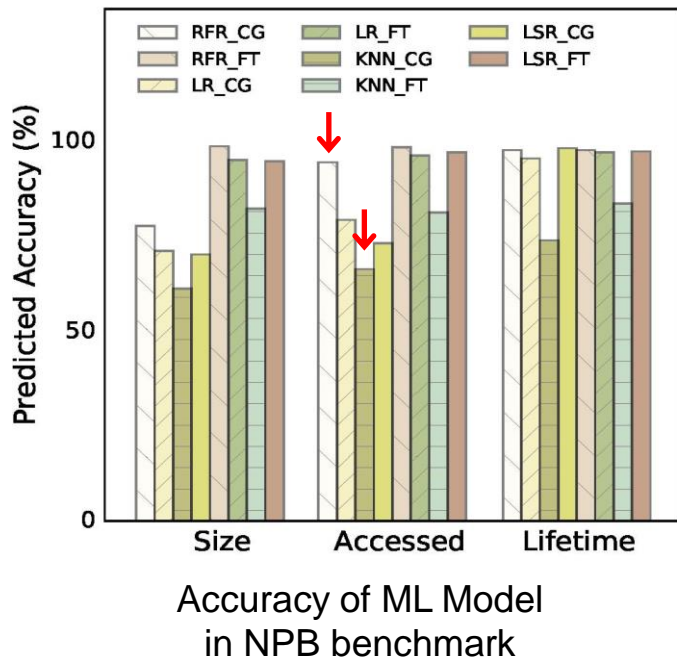 RFR_CG LR_FT LSR_CG
RFR_FT KNN_CG LSR_FT
LR_CG KNN_FT
Predicted Accuracy (%)
100
50
0
Size Accessed Lifetime
Accuracy of ML Model
in NPB benchmark